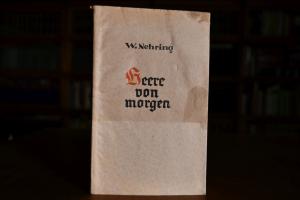 W. Nehring
Heere
von
morgen